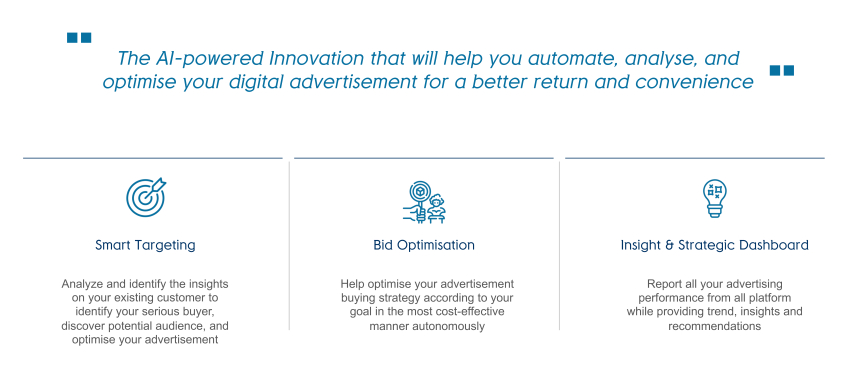 The AI-powered Innovation that will help you automate, analyse, and
optimise your digital advertisement for a better return and convenience
Smart Targeting
Analyze and identify the insights
on your existing customer to
identify your serious buyer,
discover potential audience, and
optimise your advertisement
Bid Optimisation
Help optimise your advertisement
buying strategy according to your
goal in the most cost-effective
manner autonomously
Insight & Strategic Dashboard
Report all your advertising
performance from all platform
while providing trend, insights and
recommendations